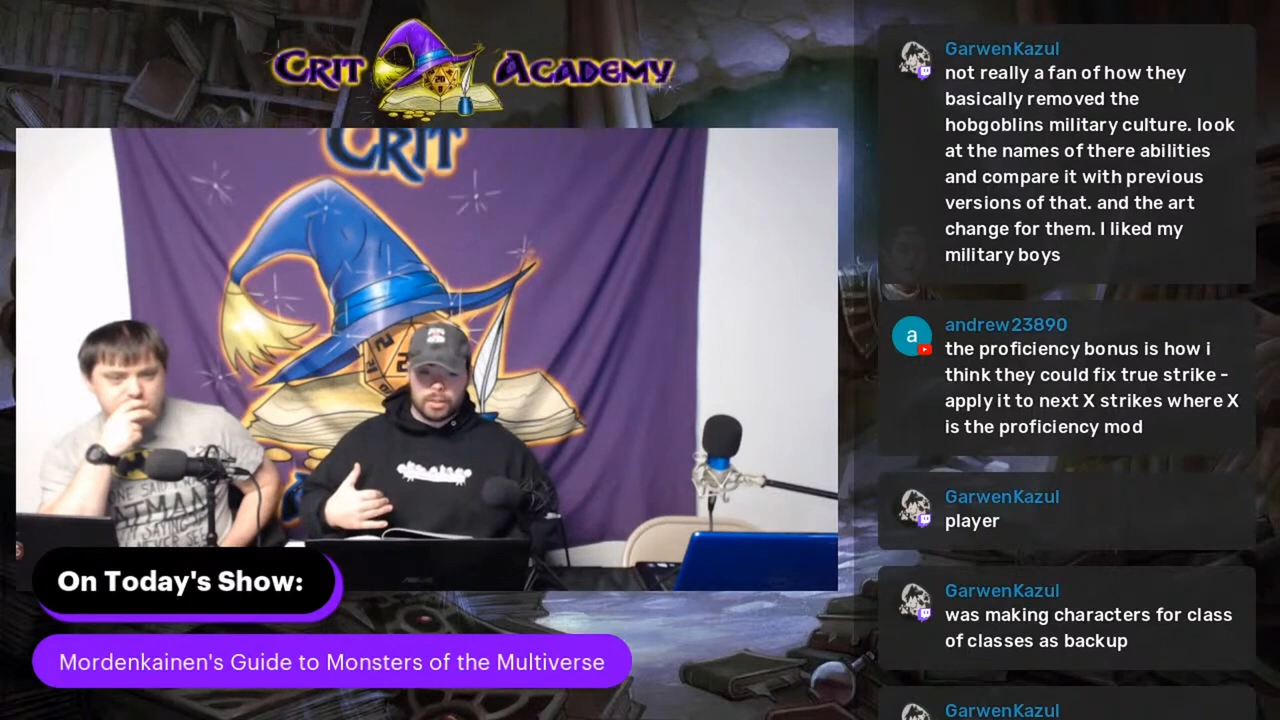 CRIT ACADEMY
CRIT
BATMAN
On Today's Show:
Mordenkainen's Guide to Monsters of the Multiverse
GarwenKazul
not really a fan of how they
basically removed the
hobgoblins military culture. look
at the names of there abilities
and compare it with previous
versions of that. and the art
change for them. I liked my
military boys
a
andrew23890
the proficiency bonus is how i
think they could fix true strike -
apply it to next X strikes where X
is the proficiency mod
GarwenKazul
player
GarwenKazul
was making characters for class
of classes as backup
GarwenKazul